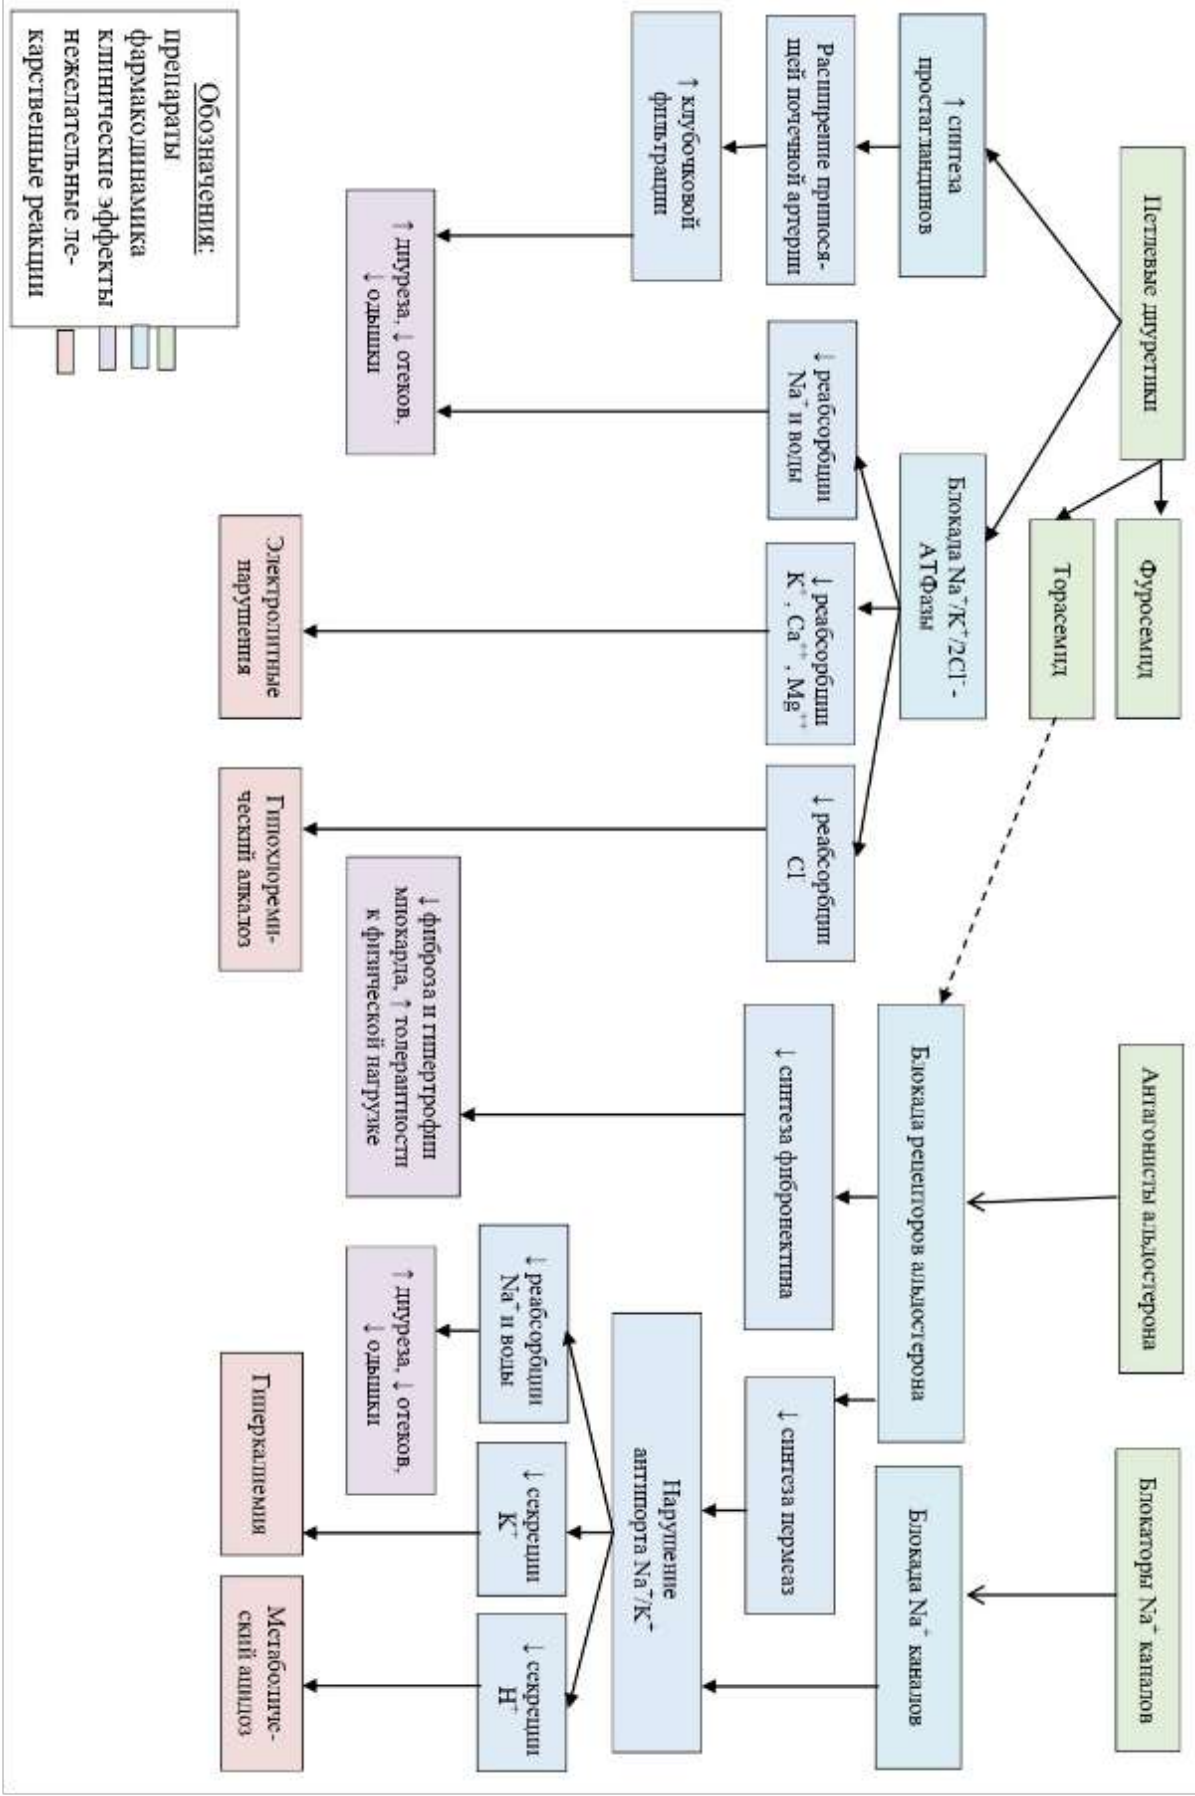 Петлевые диуретики
Фуросемид
Торасемид
Антагонисты альдостерона
Блокаторы Na⁺ каналов
↑ синтеза
простагландинов
Блокада Na⁺/K⁺/2Cl⁻-
АТФазы
Блокада рецепторов альдостерона
Блокада Na⁺ каналов
Расширение принося-
щей почечной артерии
↓ реабсорбции
Na⁺ и воды
↓ реабсорбции
K⁺, Ca⁺⁺, Mg⁺⁺
↓ реабсорбции
Cl
↓ синтеза фибронектина
↓ синтеза пермеаз
↑ клубочковой
фильтрации
Нарушение
антипорта Na⁺/K⁺
↓ реабсорбции
Na⁺ и воды
↓ секреции
K⁺
↓ секреции
H⁺
↑ диуреза, ↓ отеков,
↓ одышки
↓ фиброза и гипертрофии
миокарда, ↑ толерантности
к физической нагрузке
↑ диуреза, ↓ отеков,
↓ одышки
Электролитные
нарушения
Гипохлореми-
ческий алкалоз
Гиперкалиемия
Метаболиче-
ский ацидоз
Обозначения:
препараты
фармакодинамика
клинические эффекты
нежелательные ле-
карственные реакции